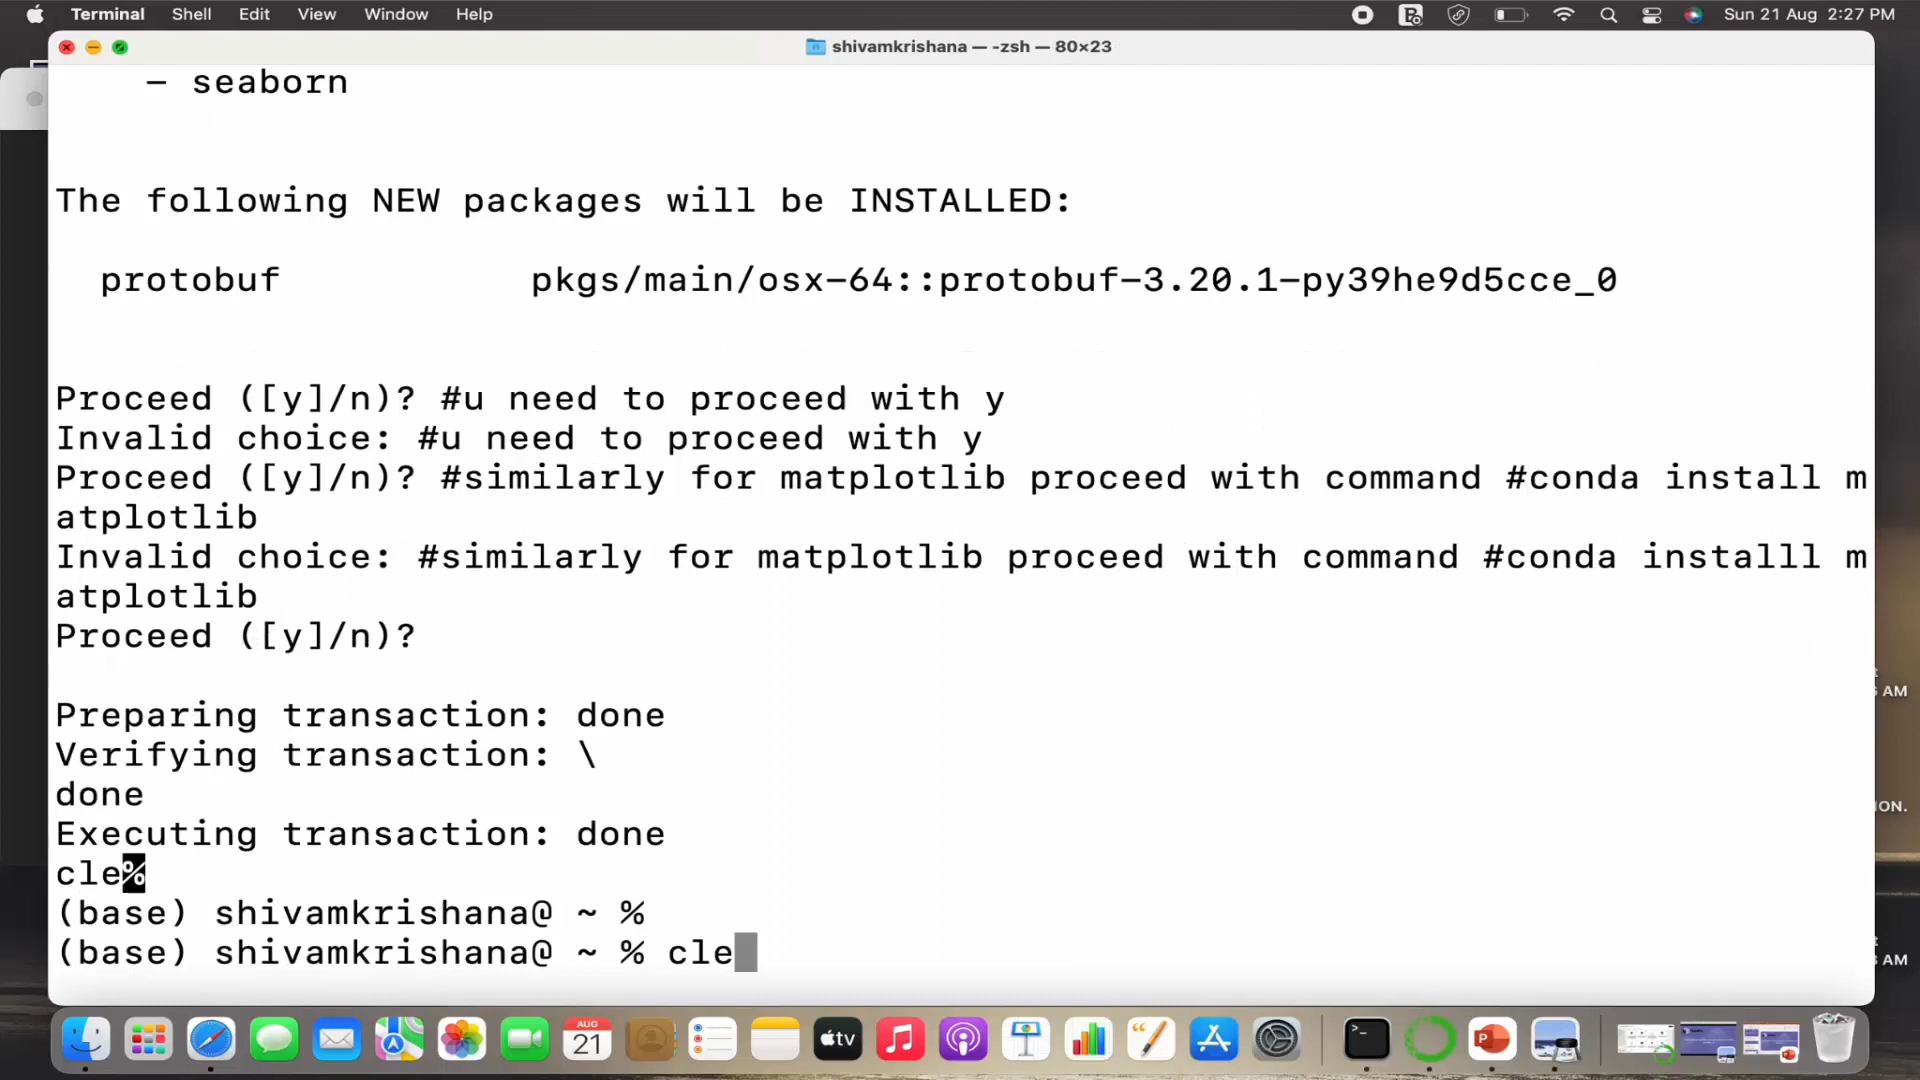 Terminal Shell Edit View Window Help Sun 21 Aug 2:27 PM
shivamkrishana — -zsh — 80×23
- seaborn
The following NEW packages will be INSTALLED:
protobuf pkgs/main/osx-64::protobuf-3.20.1-py39he9d5cce_0
Proceed ([y]/n)? #u need to proceed with y
Invalid choice: #u need to proceed with y
Proceed ([y]/n)? #similarly for matplotlib proceed with command #conda install m
atplotlib
Invalid choice: #similarly for matplotlib proceed with command #conda installl m
atplotlib
Proceed ([y]/n)?
Preparing transaction: done
Verifying transaction: \
done
Executing transaction: done
cle%
(base) shivamkrishana@ ~ %
(base) shivamkrishana@ ~ % cle
AM
ION.
AM
AUG
21
tv